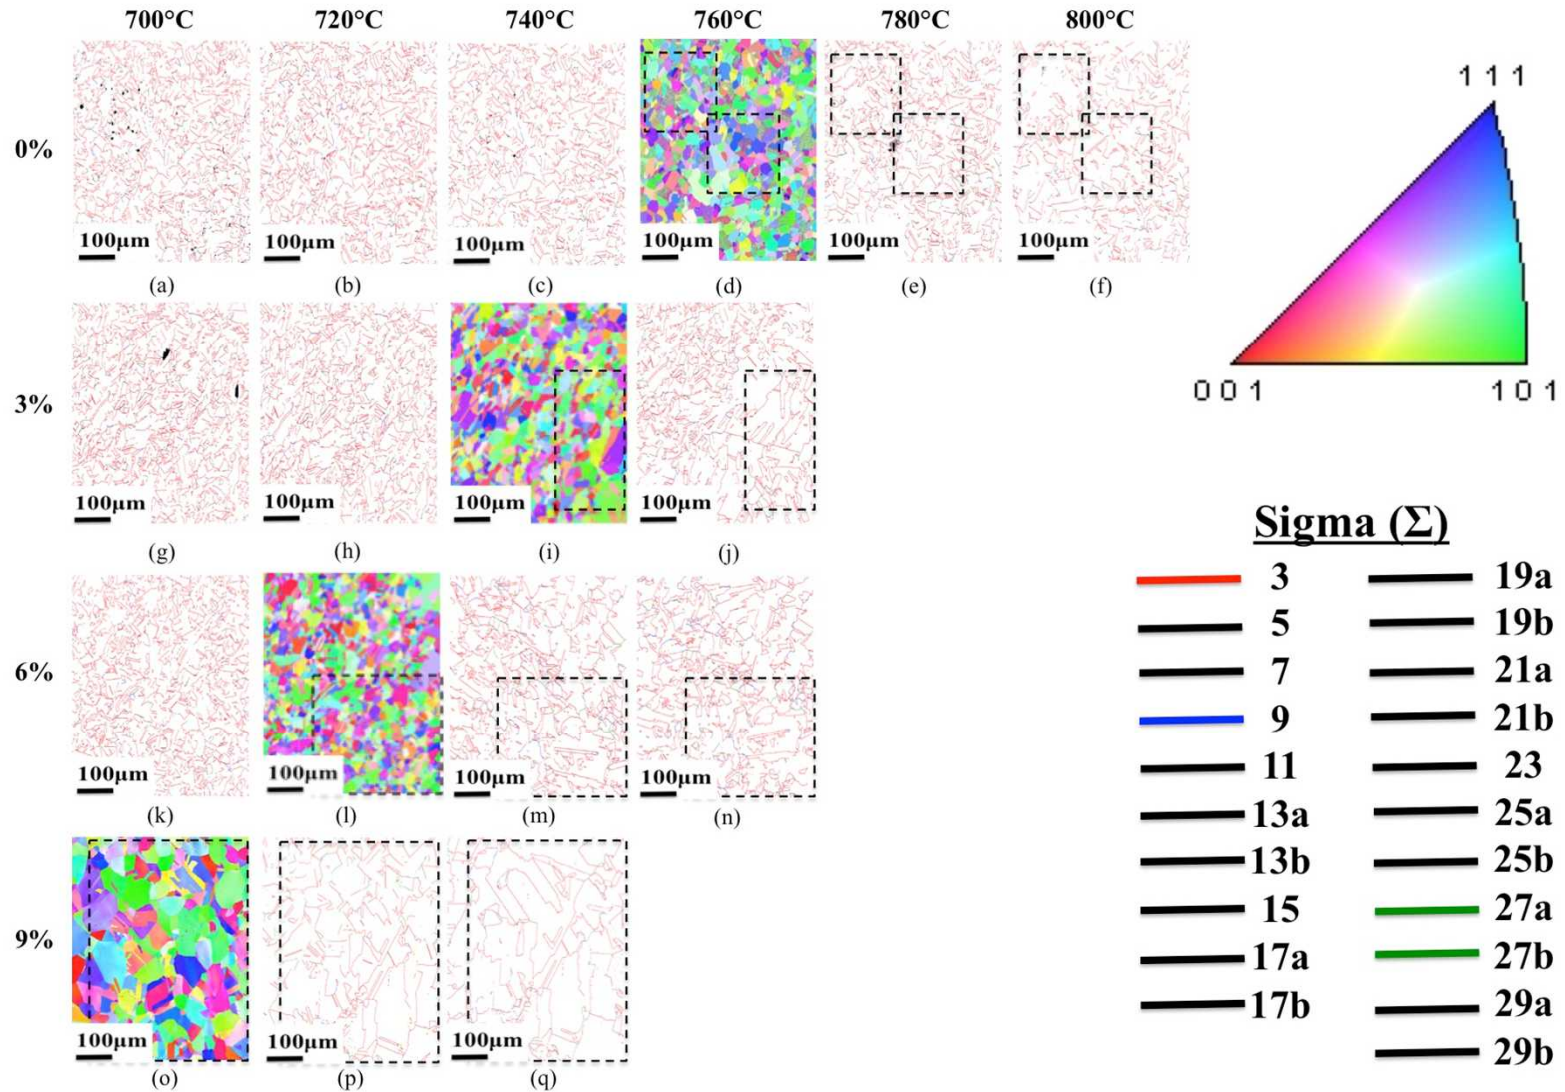 700°C 720°C 740°C 760°C 780°C 800°C
0%
100μm 100μm 100μm 100μm 100μm 100μm
(a) (b) (c) (d) (e) (f)
3%
100μm 100μm 100μm 100μm
(g) (h) (i) (j)
6%
100μm 100μm 100μm 100μm
(k) (l) (m) (n)
9%
100μm 100μm 100μm
(o) (p) (q)
1 1 1
0 0 1 1 0 1
Sigma (Σ)
3 19a
5 19b
7 21a
9 21b
11 23
13a 25a
13b 25b
15 27a
17a 27b
17b 29a
29b